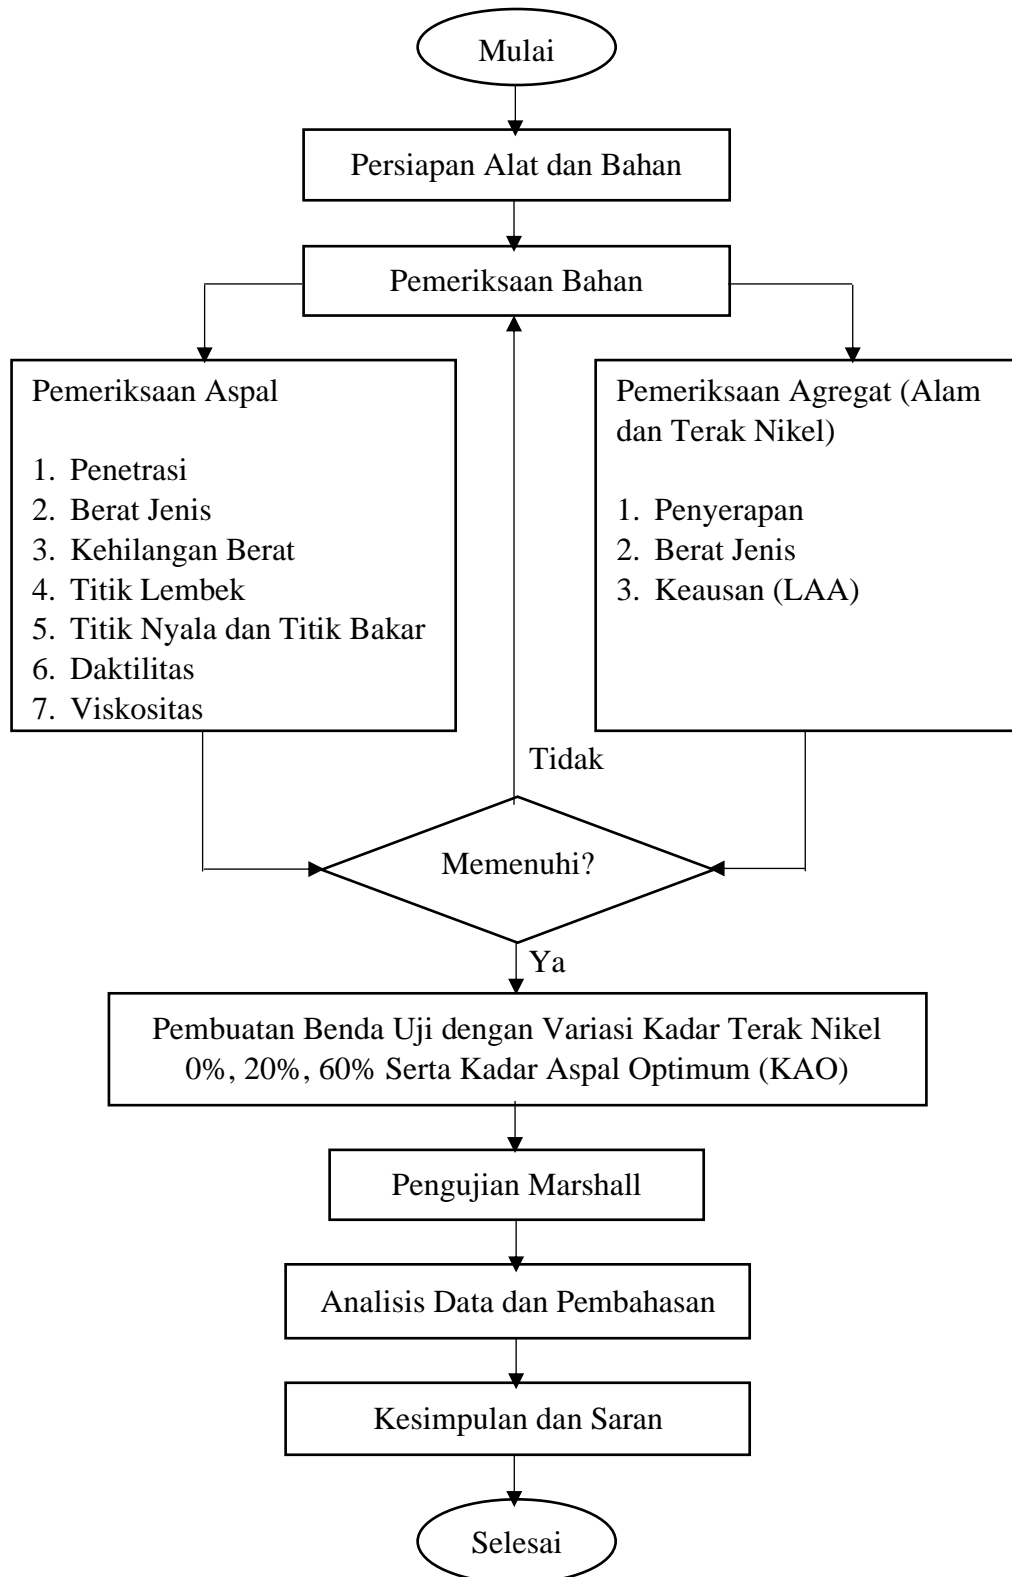 Mulai
Persiapan Alat dan Bahan
Pemeriksaan Bahan
Pemeriksaan Aspal
1. Penetrasi
2. Berat Jenis
3. Kehilangan Berat
4. Titik Lembek
5. Titik Nyala dan Titik Bakar
6. Daktilitas
7. Viskositas
Pemeriksaan Agregat (Alam
dan Terak Nikel)
1. Penyerapan
2. Berat Jenis
3. Keausan (LAA)
Tidak
Memenuhi?
Ya
Pembuatan Benda Uji dengan Variasi Kadar Terak Nikel
0%, 20%, 60% Serta Kadar Aspal Optimum (KAO)
Pengujian Marshall
Analisis Data dan Pembahasan
Kesimpulan dan Saran
Selesai